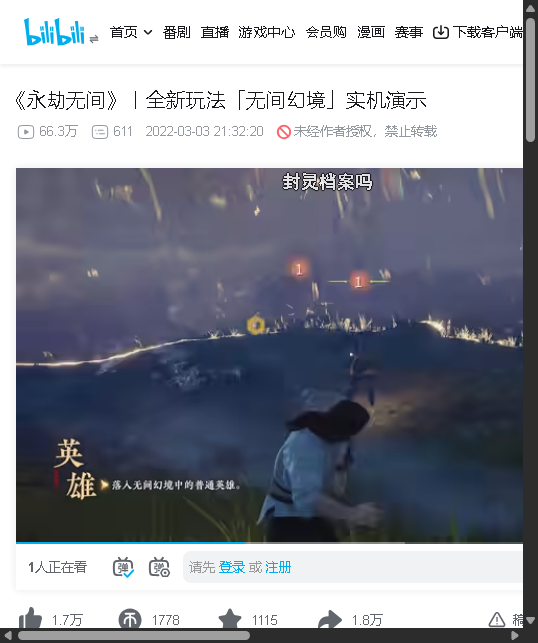 bilibili 首页 番剧 直播 游戏中心 会员购 漫画 赛事 下载客户端
《永劫无间》丨全新玩法「无间幻境」实机演示
66.3万 611 2022-03-03 21:32:20 未经作者授权，禁止转载
封灵档案吗
1
1
英雄
落入无间幻境中的普通英雄。
1人正在看 弹 弹 请先 登录 或 注册
1.7万 1778 1115 1.8万 稿